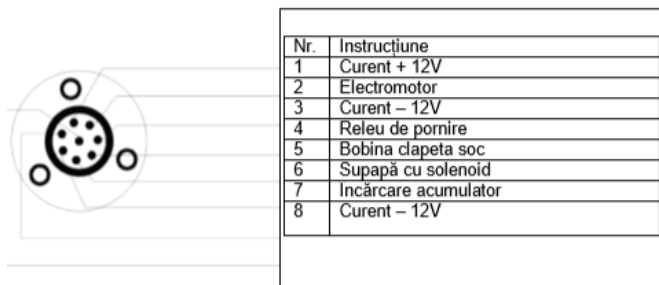 Nr. Instrucțiune
1 Curent + 12V
2 Electromotor
3 Curent – 12V
4 Releu de pornire
5 Bobina clapeta soc
6 Supapă cu solenoid
7 Incărcare acumulator
8 Curent – 12V